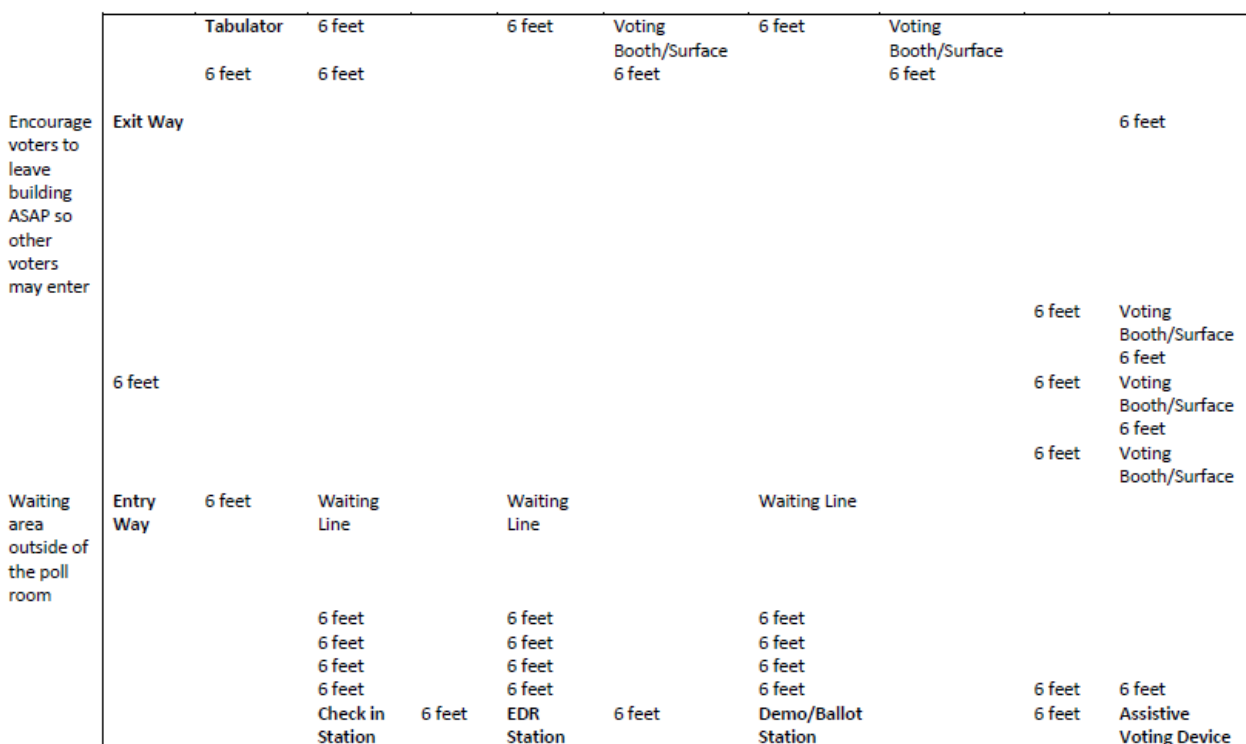 Tabulator 6 feet 6 feet Voting 6 feet Voting
Booth/Surface Booth/Surface
6 feet 6 feet 6 feet 6 feet
Encourage Exit Way 6 feet
voters to
leave
building
ASAP so
other
voters
may enter
6 feet Voting
Booth/Surface
6 feet
6 feet 6 feet Voting
Booth/Surface
6 feet
6 feet Voting
Booth/Surface
Waiting Entry 6 feet Waiting Waiting Waiting Line
area Way Line Line
outside of
the poll
room
6 feet 6 feet 6 feet
6 feet 6 feet 6 feet
6 feet 6 feet 6 feet
6 feet 6 feet 6 feet 6 feet 6 feet
Check in 6 feet EDR 6 feet Demo/Ballot 6 feet Assistive
Station Station Station Voting Device